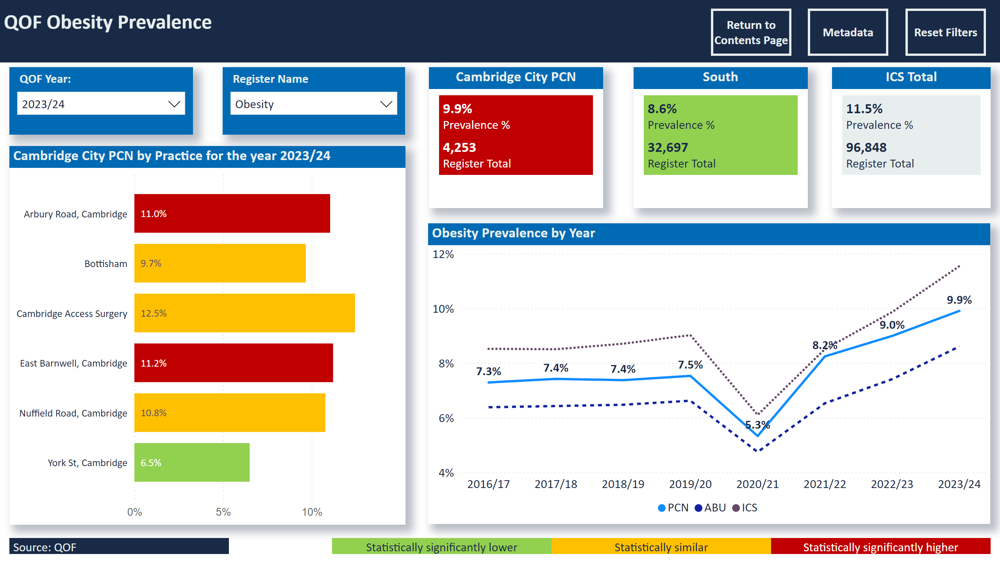 QOF Obesity Prevalence
Return to
Contents Page
Metadata
Reset Filters
QOF Year:
2023/24
Register Name
Obesity
Cambridge City PCN
9.9%
Prevalence %
4,253
Register Total
South
8.6%
Prevalence %
32,697
Register Total
ICS Total
11.5%
Prevalence %
96,848
Register Total
Cambridge City PCN by Practice for the year 2023/24
Arbury Road, Cambridge
11.0%
Bottisham
9.7%
Cambridge Access Surgery
12.5%
East Barnwell, Cambridge
11.2%
Nuffield Road, Cambridge
10.8%
York St, Cambridge
6.5%
0% 5% 10%
Obesity Prevalence by Year
12%
10%
8%
6%
4%
7.3%
7.4%
7.4%
7.5%
5.3%
8.2%
9.0%
9.9%
2016/17 2017/18 2018/19 2019/20 2020/21 2021/22 2022/23 2023/24
PCN ABU ICS
Source: QOF
Statistically significantly lower
Statistically similar
Statistically significantly higher